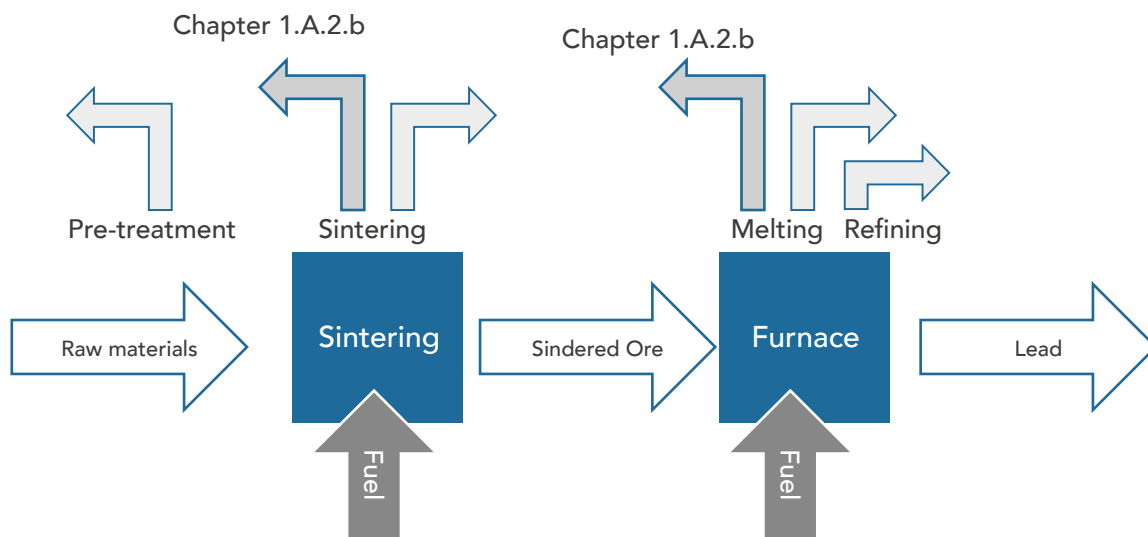 Chapter 1.A.2.b
Chapter 1.A.2.b
Pre-treatment
Sintering
Melting
Refining
Raw materials
Sintering
Sindered Ore
Furnace
Lead
Fuel
Fuel